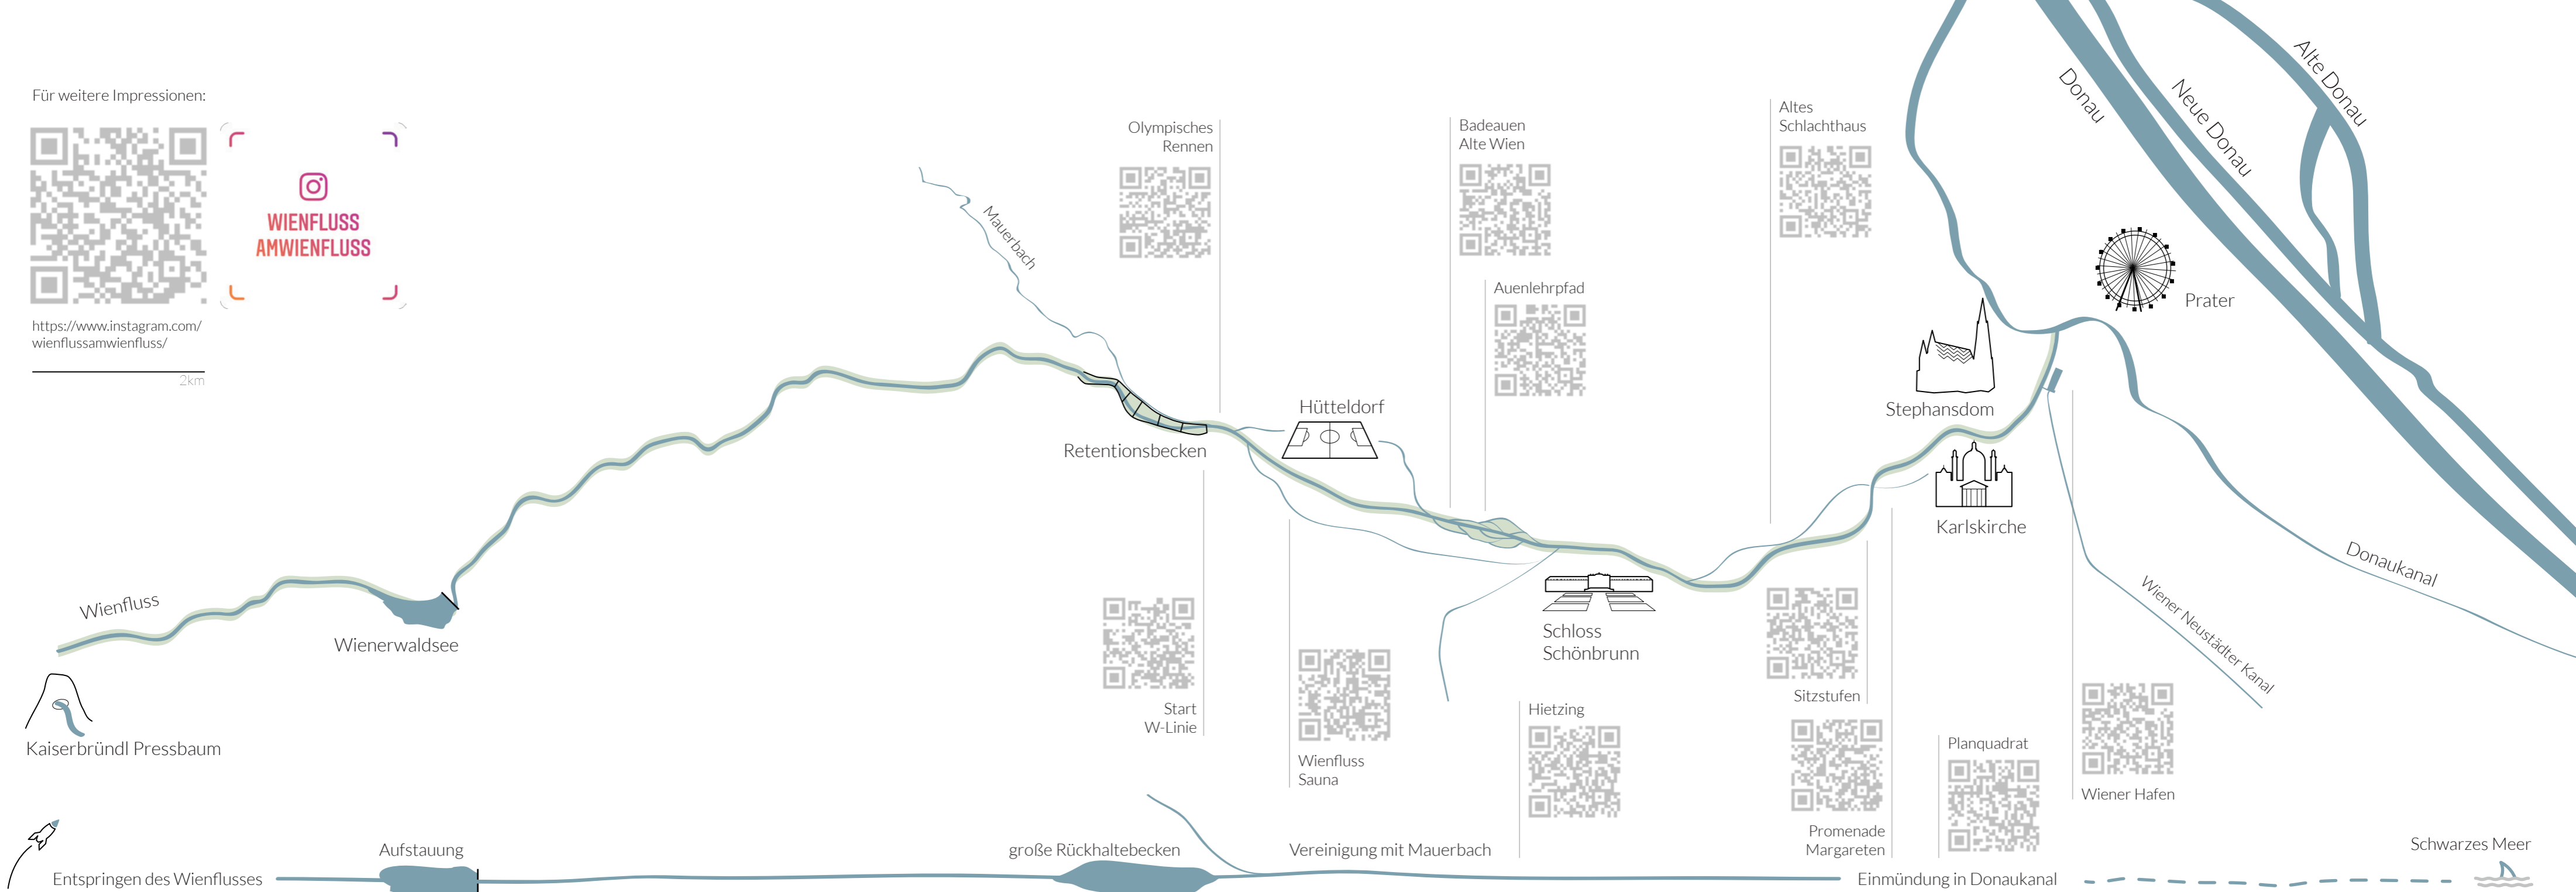 Für weitere Impressionen:
WIENFLUSS
AMWIENFLUSS
https://www.instagram.com/
wienflussamwienfluss/
2km
Wienfluss
Kaiserbründl Pressbaum
Wienerwaldsee
Mauerbach
Retentionsbecken
Olympisches
Rennen
Start
W-Linie
Hütteldorf
Wienfluss
Sauna
Badeauen
Alte Wien
Auenlehrpfad
Hietzing
Schloss
Schönbrunn
Altes
Schlachthaus
Sitzstufen
Promenade
Margareten
Planquadrat
Stephansdom
Karlskirche
Wiener Hafen
Prater
Donau
Neue Donau
Alte Donau
Donaukanal
Wiener Neustädter Kanal
Entspringen des Wienflusses
Aufstauung
große Rückhaltebecken
Vereinigung mit Mauerbach
Einmündung in Donaukanal
Schwarzes Meer